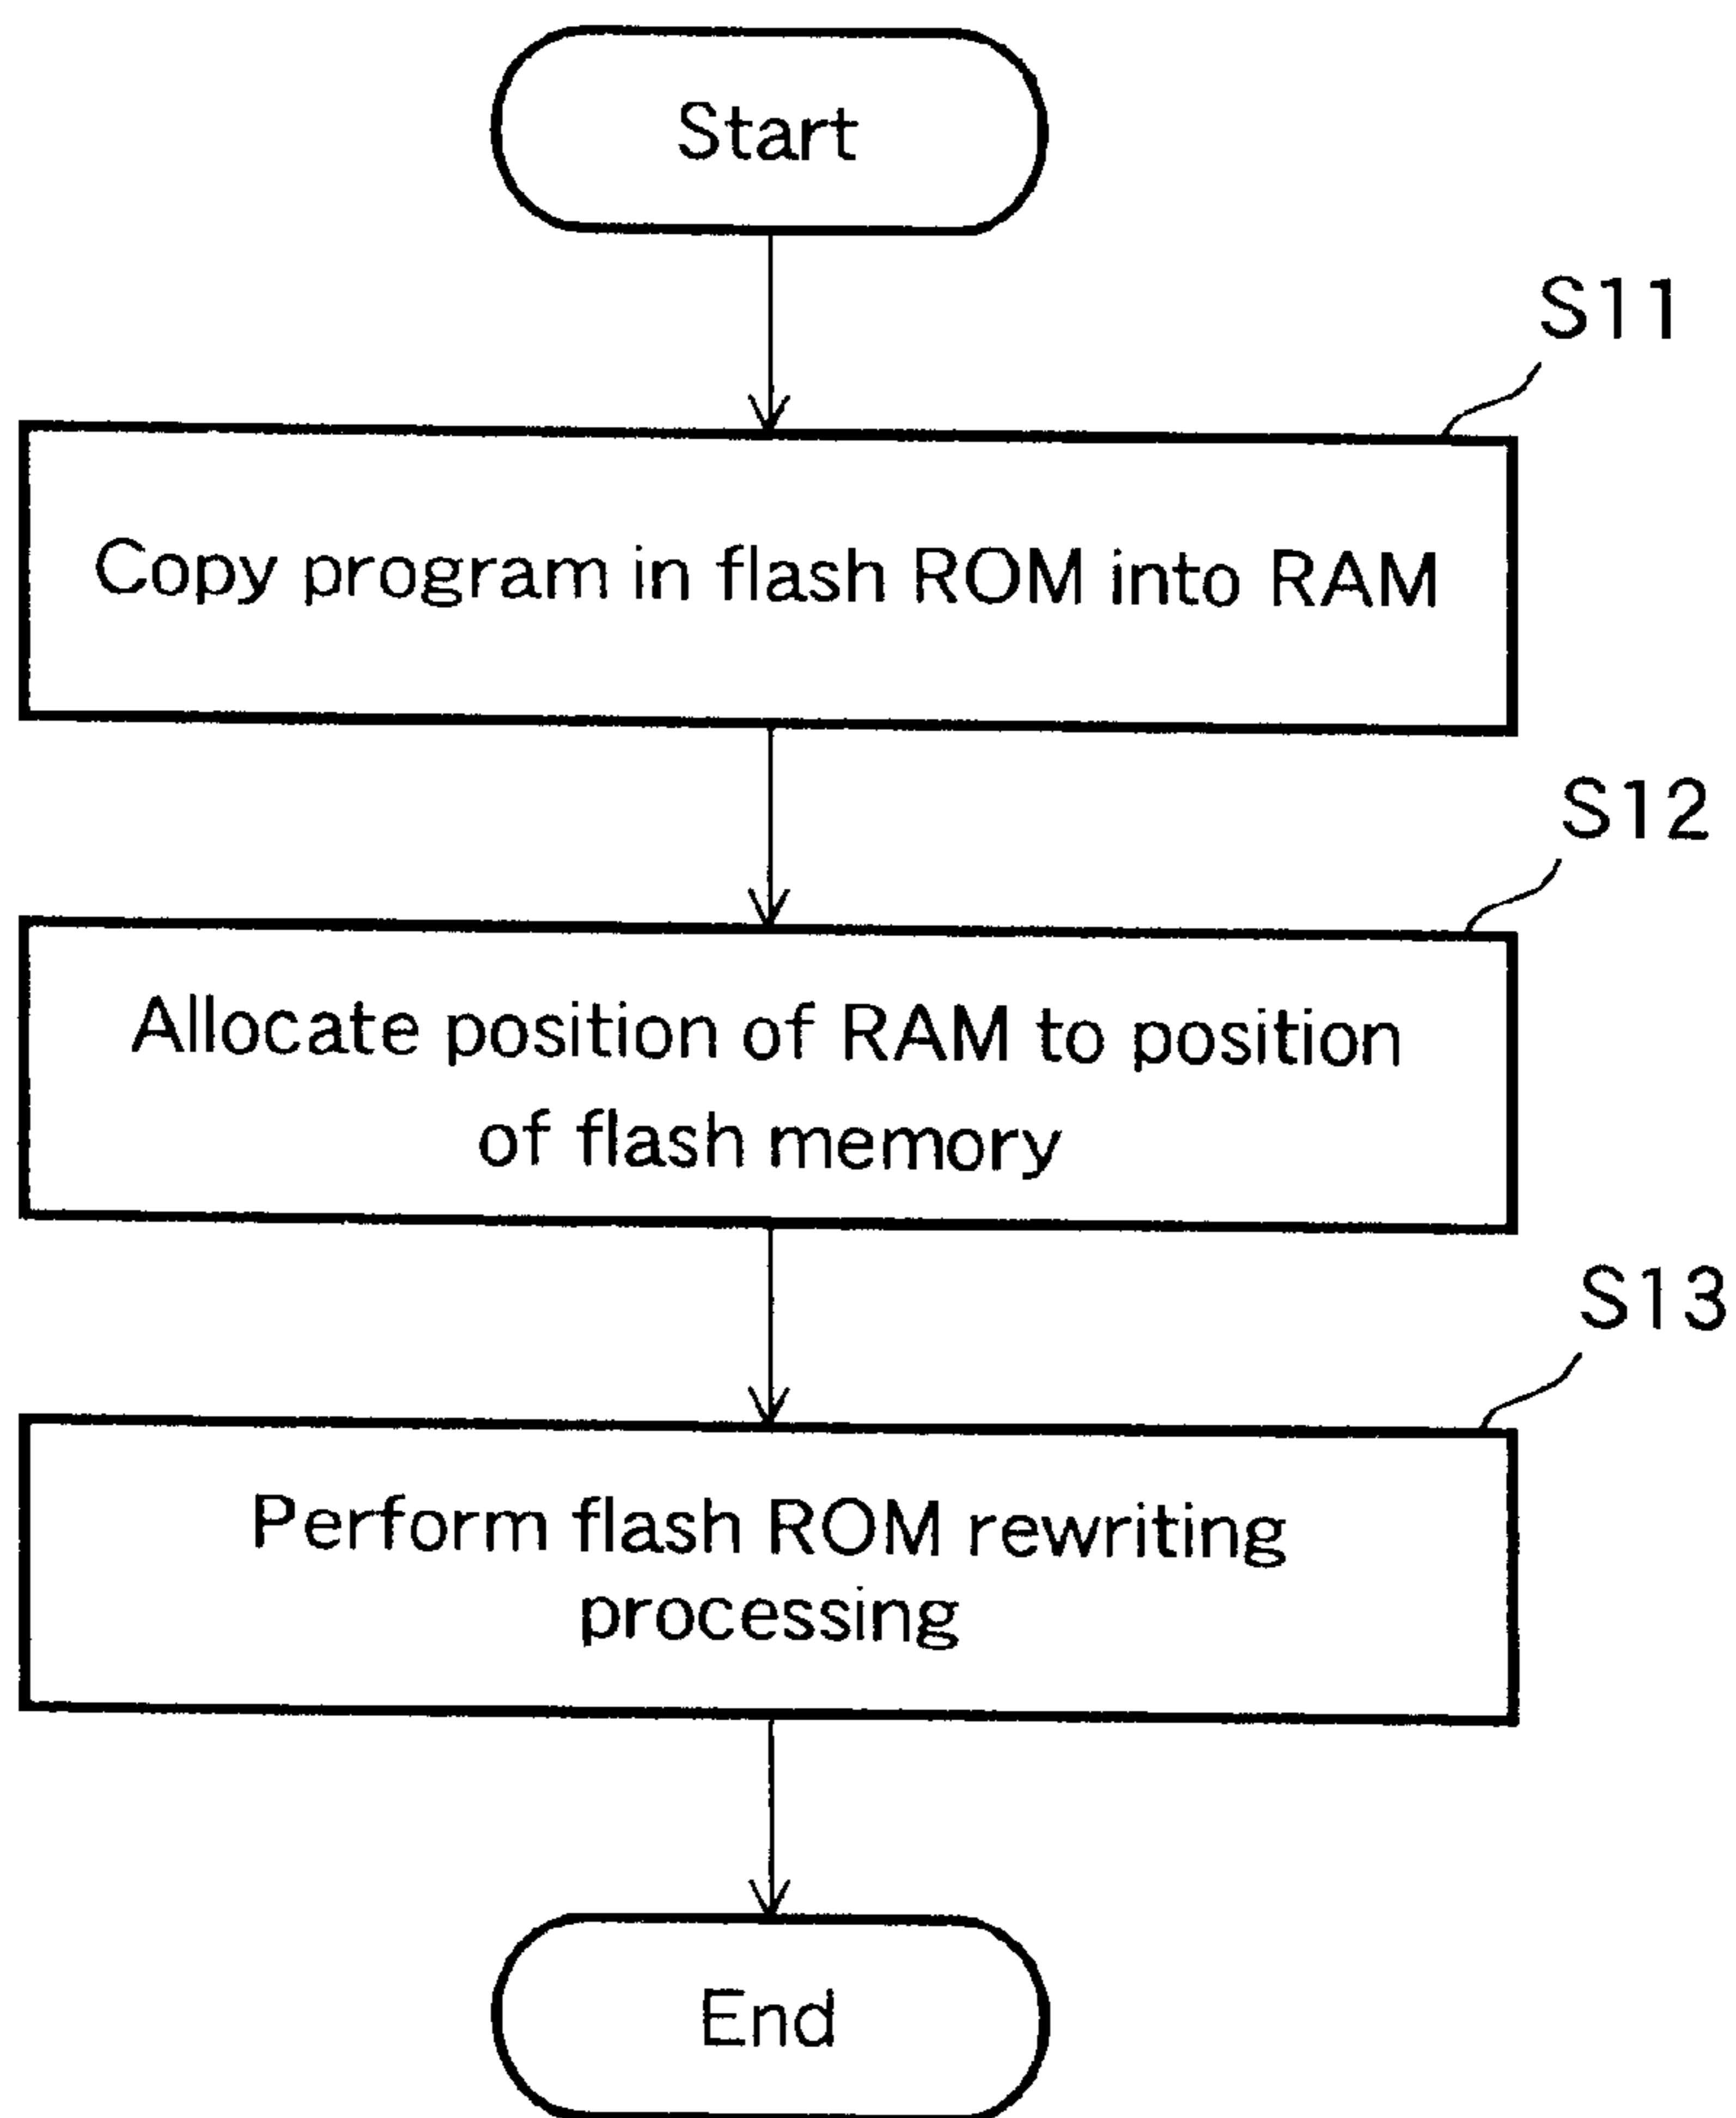 Start
S11
Copy program in flash ROM into RAM
S12
Allocate position of RAM to position
of flash memory
S13
Perform flash ROM rewriting
processing
End